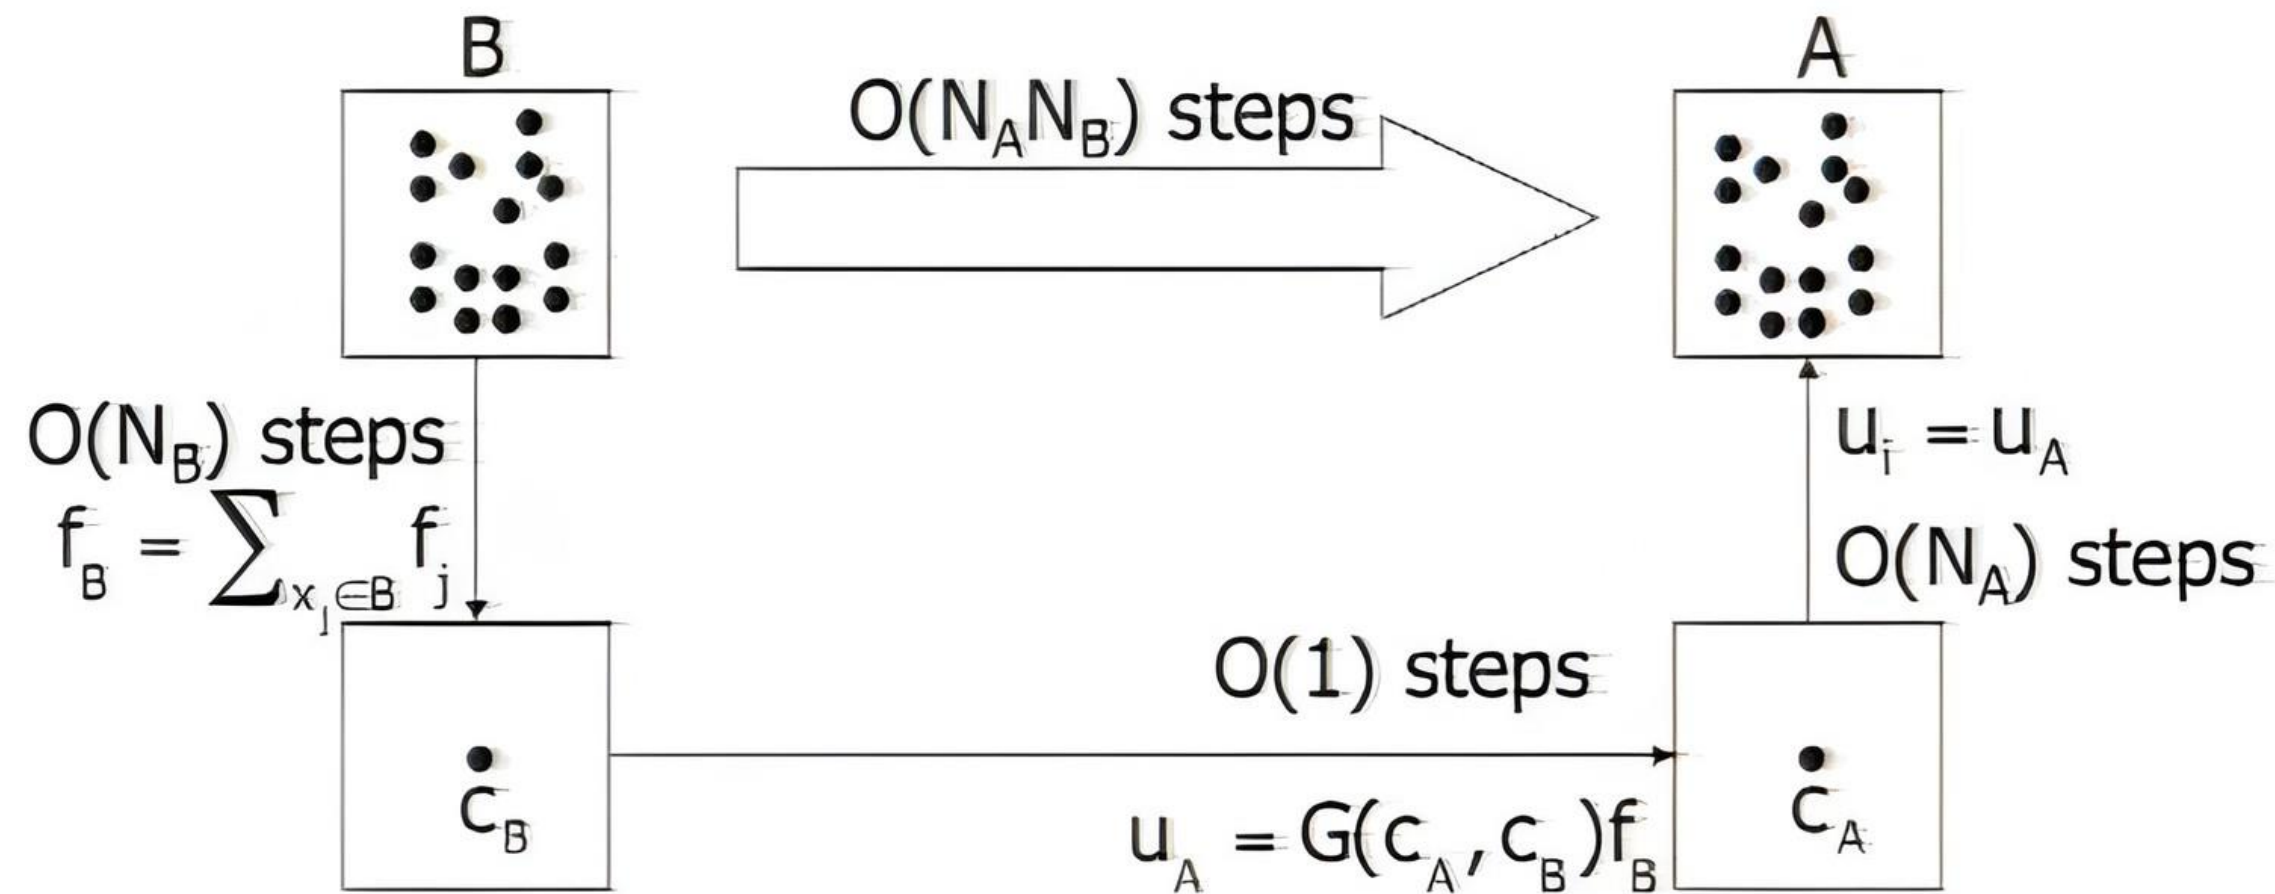 B
A
O(N_A N_B) steps
O(N_B) steps
f_B = ∑_{x_j∈B} f_j
u_i = u_A
O(N_A) steps
O(1) steps
c_B
u_A = G(c_A, c_B)f_B
c_A